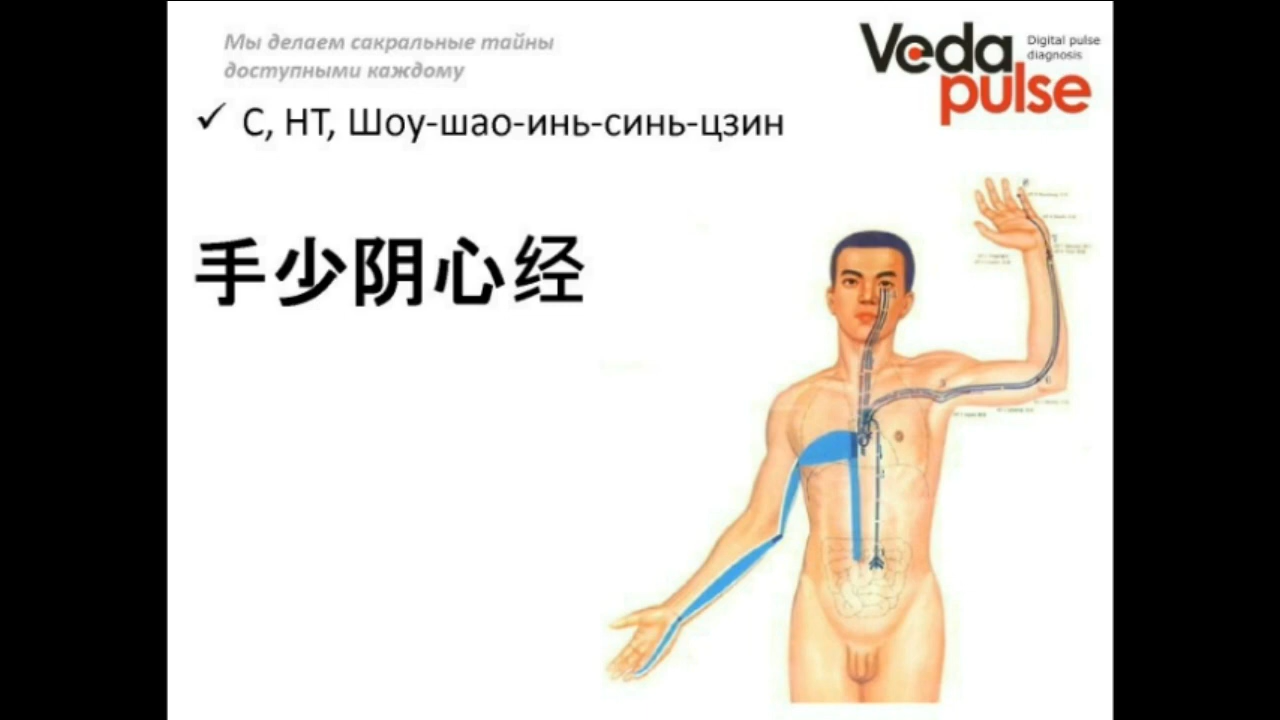 Мы делаем сакральные тайны
доступными каждому
Veda
pulse
Digital pulse
diagnosis
✓ С, HT, Шоу-шао-инь-синь-цзин
手少阴心经